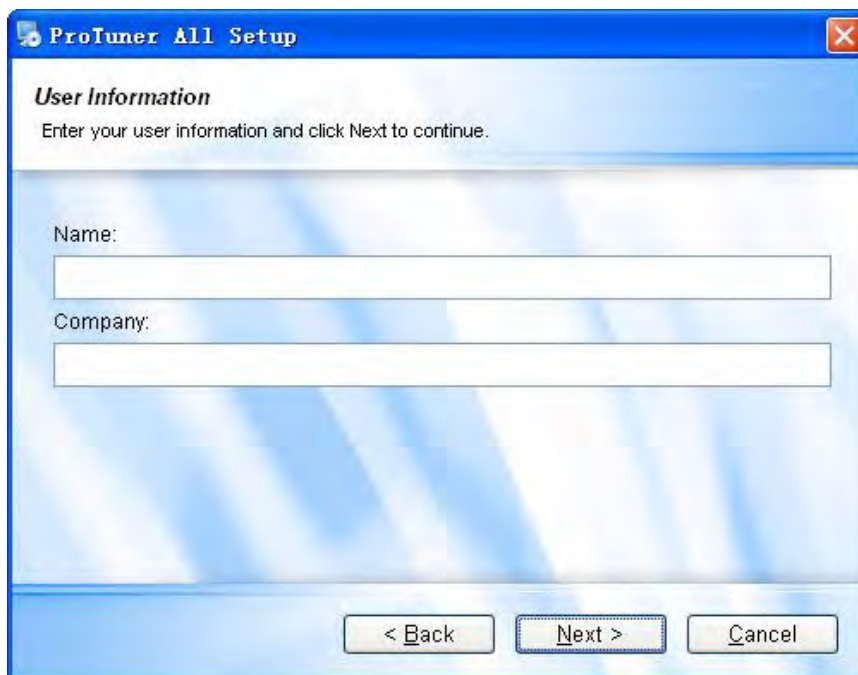 ProTuner All Setup
User Information
Enter your user information and click Next to continue.
Name:
Company:
< Back
Next >
Cancel